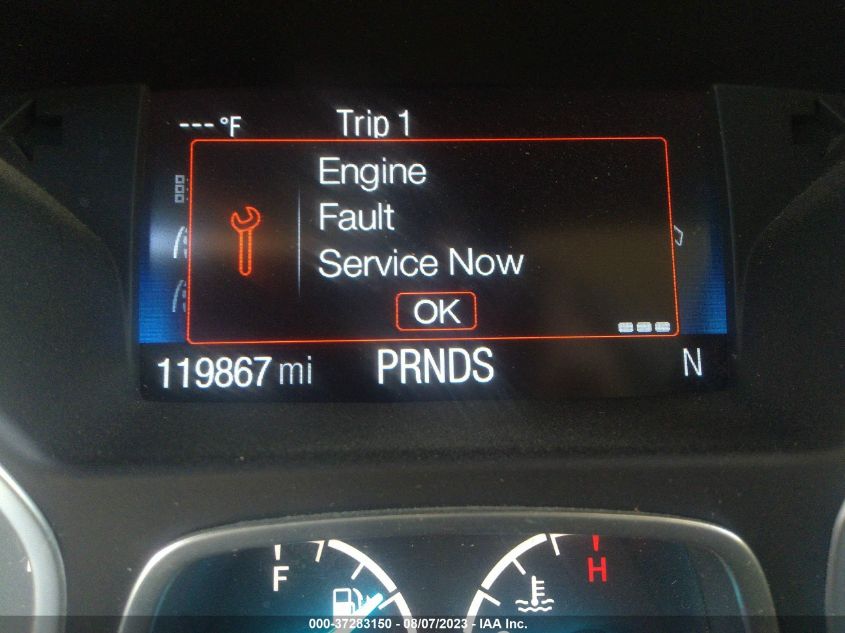 --- °F Trip 1
Engine
Fault
Service Now
OK
119867 mi PRNDS N
F H
000-37283150 - 08/07/2023 - IAA Inc.